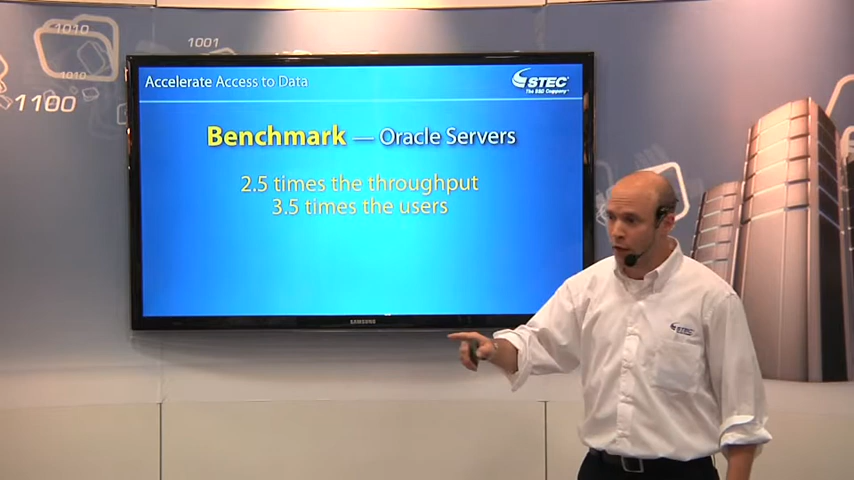 1010
1001
1010
1100
Accelerate Access to Data
STEC
The SSD Company
Benchmark — Oracle Servers
2.5 times the throughput
3.5 times the users
SAMSUNG
STEC